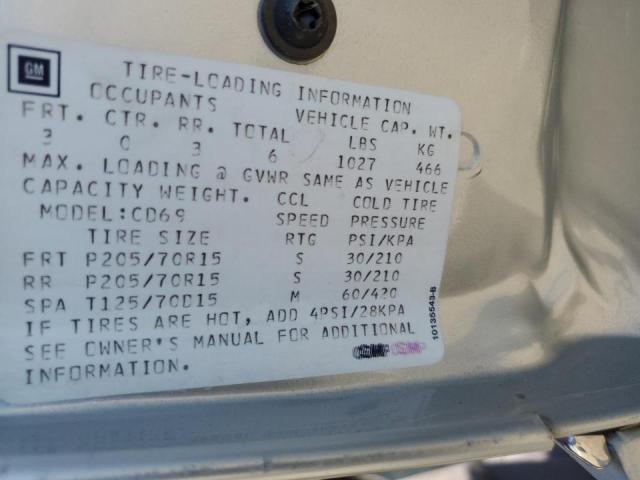 GM
TIRE-LOADING INFORMATION
OCCUPANTS VEHICLE CAP. WT.
FRT. CTR. RR. TOTAL LBS KG
3 0 3 6 1027 466
MAX. LOADING @ GVWR SAME AS VEHICLE
CAPACITY WEIGHT. CCL COLD TIRE
MODEL:CD69 SPEED PRESSURE
TIRE SIZE RTG PSI/KPA
FRT P205/70R15 S 30/210
RR P205/70R15 S 30/210
SPA T125/70D15 M 60/420
IF TIRES ARE HOT, ADD 4PSI/28KPA
SEE OWNER'S MANUAL FOR ADDITIONAL
INFORMATION.
10135543-B